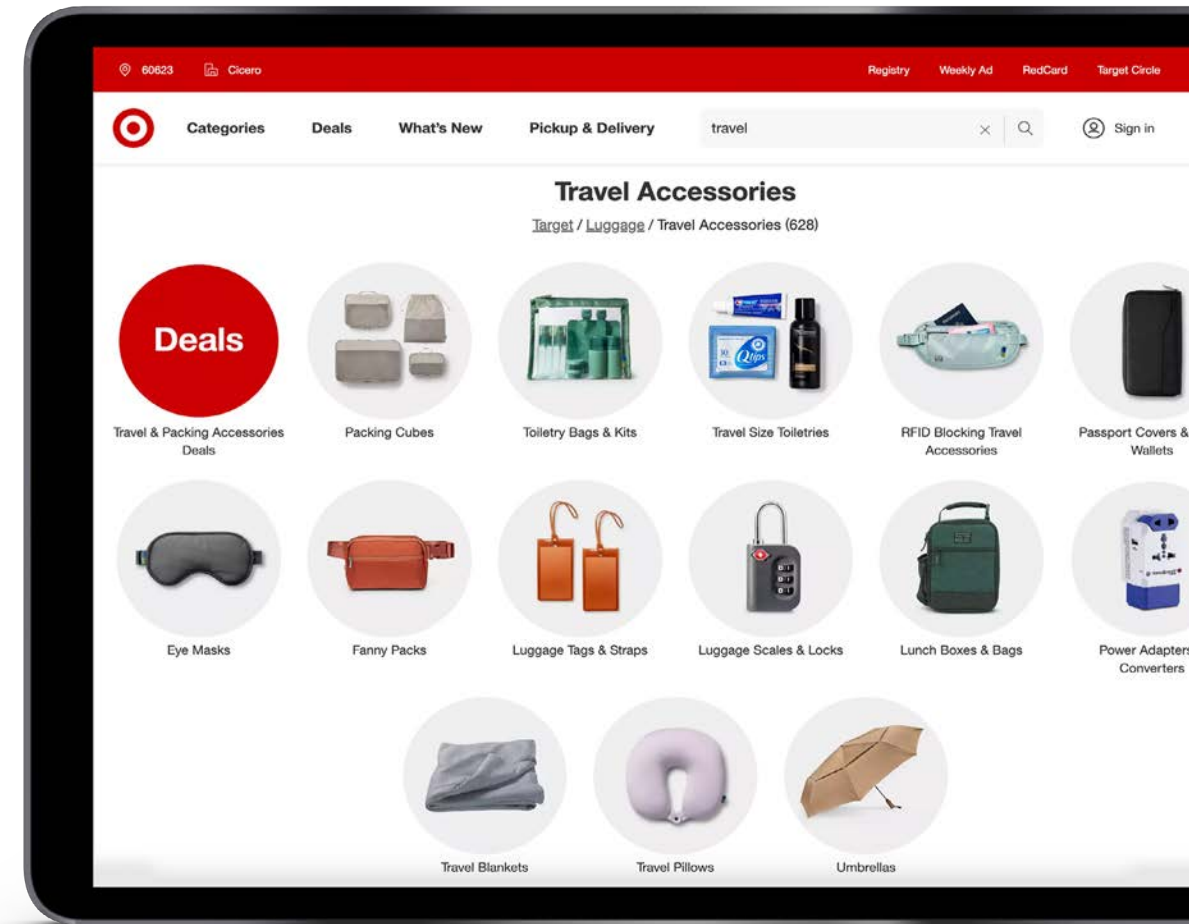 60623 Cicero Registry Weekly Ad RedCard Target Circle
Categories Deals What's New Pickup & Delivery travel Sign in
Travel Accessories
Target / Luggage / Travel Accessories (628)
Deals
Crest
Q-tips
Travel & Packing Accessories
Deals
Packing Cubes
Toiletry Bags & Kits
Travel Size Toiletries
RFID Blocking Travel
Accessories
Passport Covers &
Wallets
Eye Masks
Fanny Packs
Luggage Tags & Straps
Luggage Scales & Locks
Lunch Boxes & Bags
Power Adapters
Converters
Travel Blankets
Travel Pillows
Umbrellas